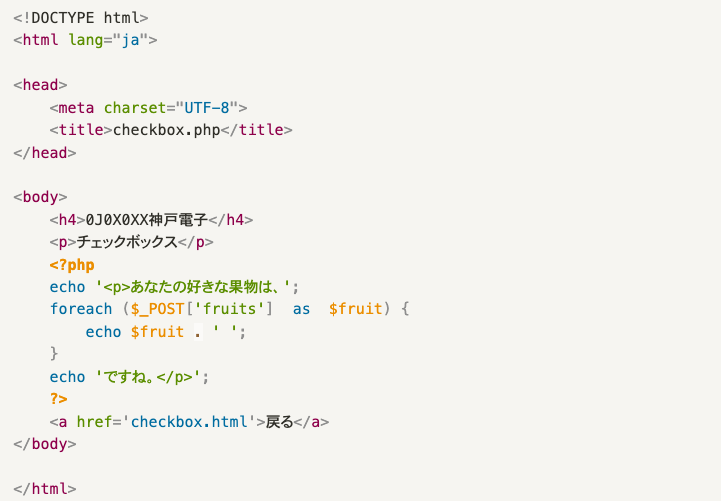 <!DOCTYPE html>
<html lang="ja">
<head>
    <meta charset="UTF-8">
    <title>checkbox.php</title>
</head>
<body>
    <h4>0J0X0XX神戸電子</h4>
    <p>チェックボックス</p>
    <?php
    echo '<p>あなたの好きな果物は、';
    foreach ($_POST['fruits']  as  $fruit) {
        echo $fruit . ' ';
    }
    echo 'ですね。</p>';
    ?>
    <a href='checkbox.html'>戻る</a>
</body>
</html>